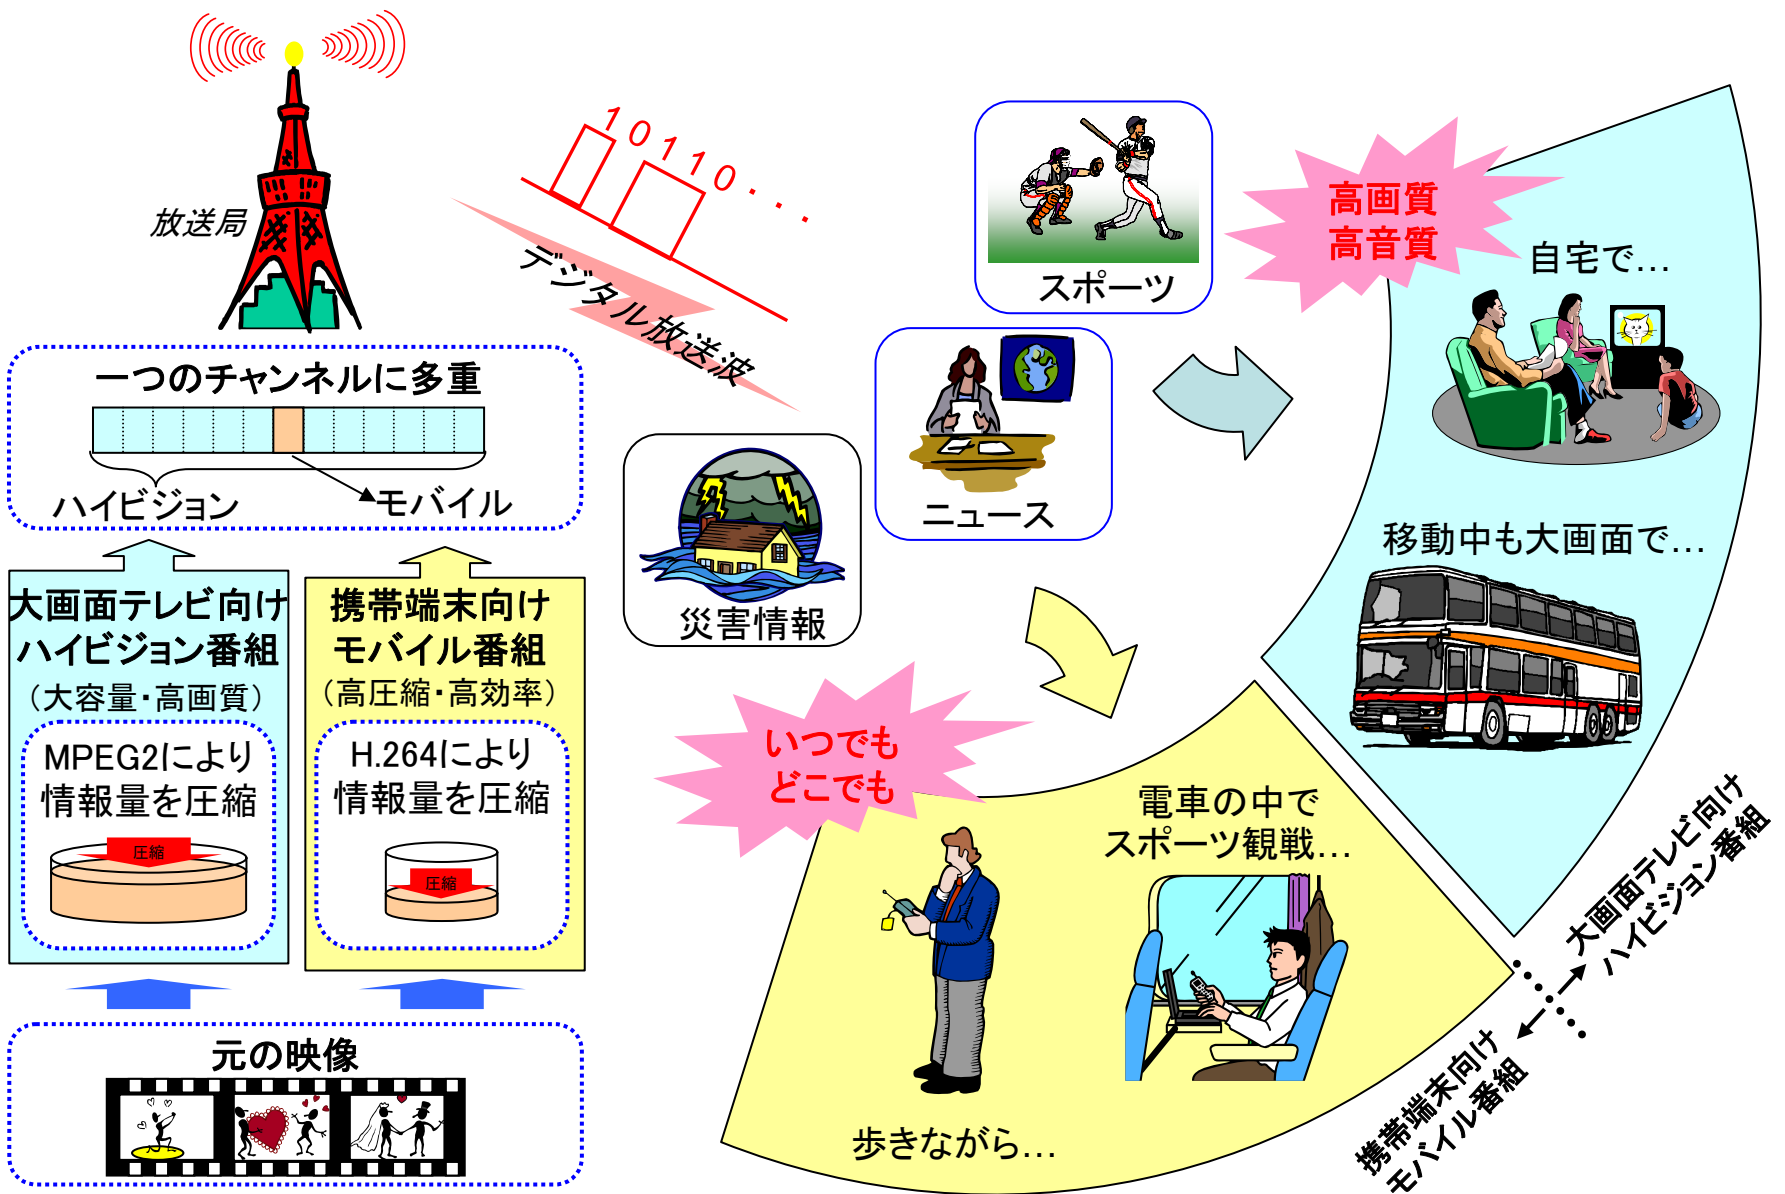 放送局
10110・・・
デジタル放送波
一つのチャンネルに多重
ハイビジョン
モバイル
大画面テレビ向け
ハイビジョン番組
（大容量・高画質）
MPEG2により
情報量を圧縮
圧縮
携帯端末向け
モバイル番組
（高圧縮・高効率）
H.264により
情報量を圧縮
圧縮
元の映像
スポーツ
ニュース
災害情報
高画質
高音質
自宅で…
移動中も大画面で…
いつでも
どこでも
電車の中で
スポーツ観戦…
歩きながら…
大画面テレビ向け
ハイビジョン番組
携帯端末向け
モバイル番組